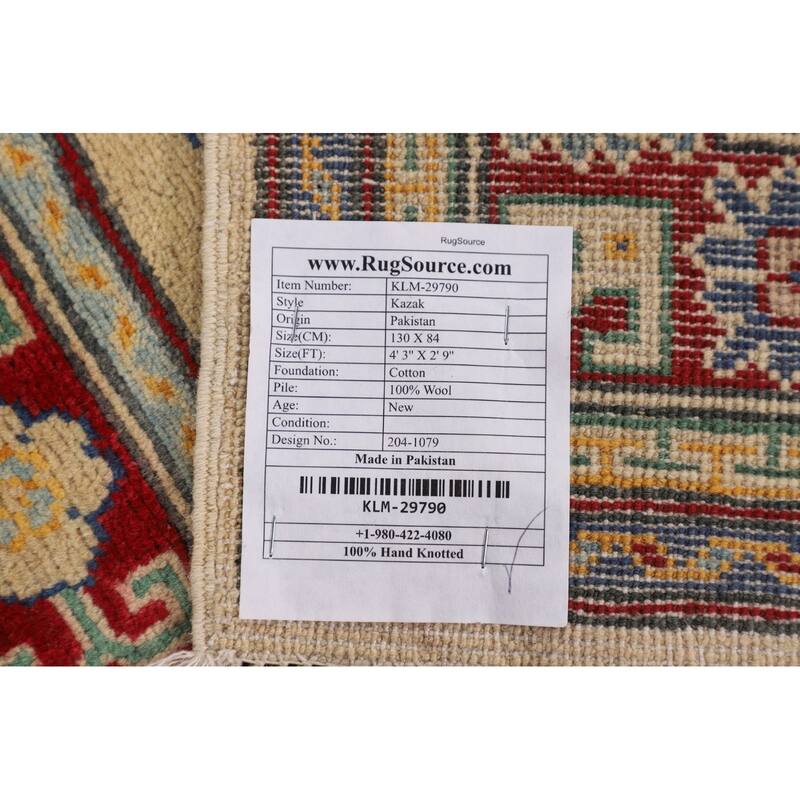 RugSource
www.RugSource.com
Item Number: KLM-29790
Style Kazak
Origin Pakistan
Size(CM): 130 X 84
Size(FT): 4' 3" X 2' 9"
Foundation: Cotton
Pile: 100% Wool
Age: New
Condition:
Design No.: 204-1079
Made in Pakistan
KLM-29790
+1-980-422-4080
100% Hand Knotted